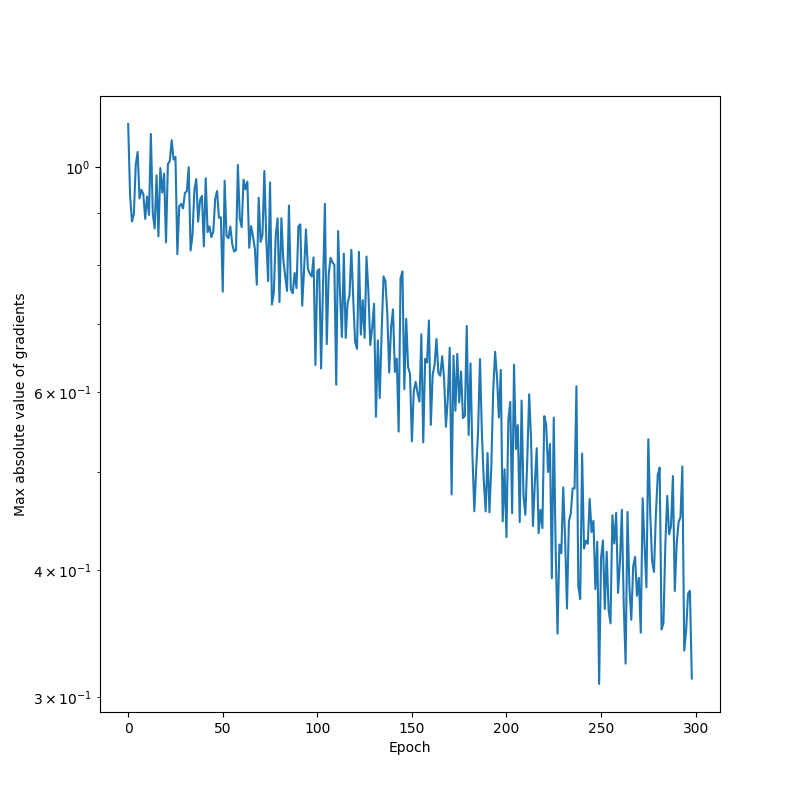 Max absolute value of gradients
10⁰
6 × 10⁻¹
4 × 10⁻¹
3 × 10⁻¹
0 50 100 150 200 250 300
Epoch